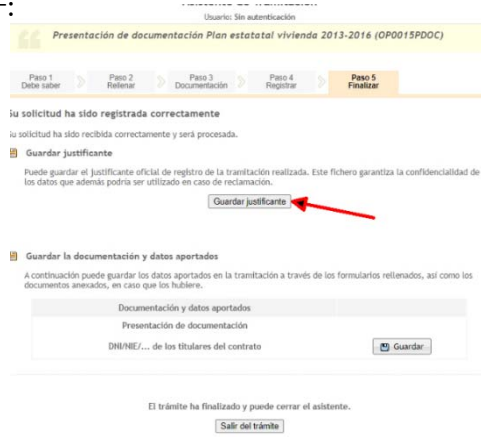 Usuario: Sin autenticación
Presentación de documentación Plan estatatal vivienda 2013-2016 (OP0015PDOC)
Paso 1 Debe saber
Paso 2 Rellenar
Paso 3 Documentación
Paso 4 Registrar
Paso 5 Finalizar
Su solicitud ha sido registrada correctamente
Su solicitud ha sido recibida correctamente y será procesada.
Guardar justificante
Puede guardar el justificante oficial de registro de la tramitación realizada. Este fichero garantiza la confidencialidad de
los datos que además podría ser utilizado en caso de reclamación.
Guardar justificante
Guardar la documentación y datos aportados
A continuación puede guardar los datos aportados en la tramitación a través de los formularios rellenados, así como los
documentos anexados, en caso que los hubiere.
Documentación y datos aportados
Presentación de documentación
DNI/NIE/... de los titulares del contrato
Guardar
El trámite ha finalizado y puede cerrar el asistente.
Salir del trámite